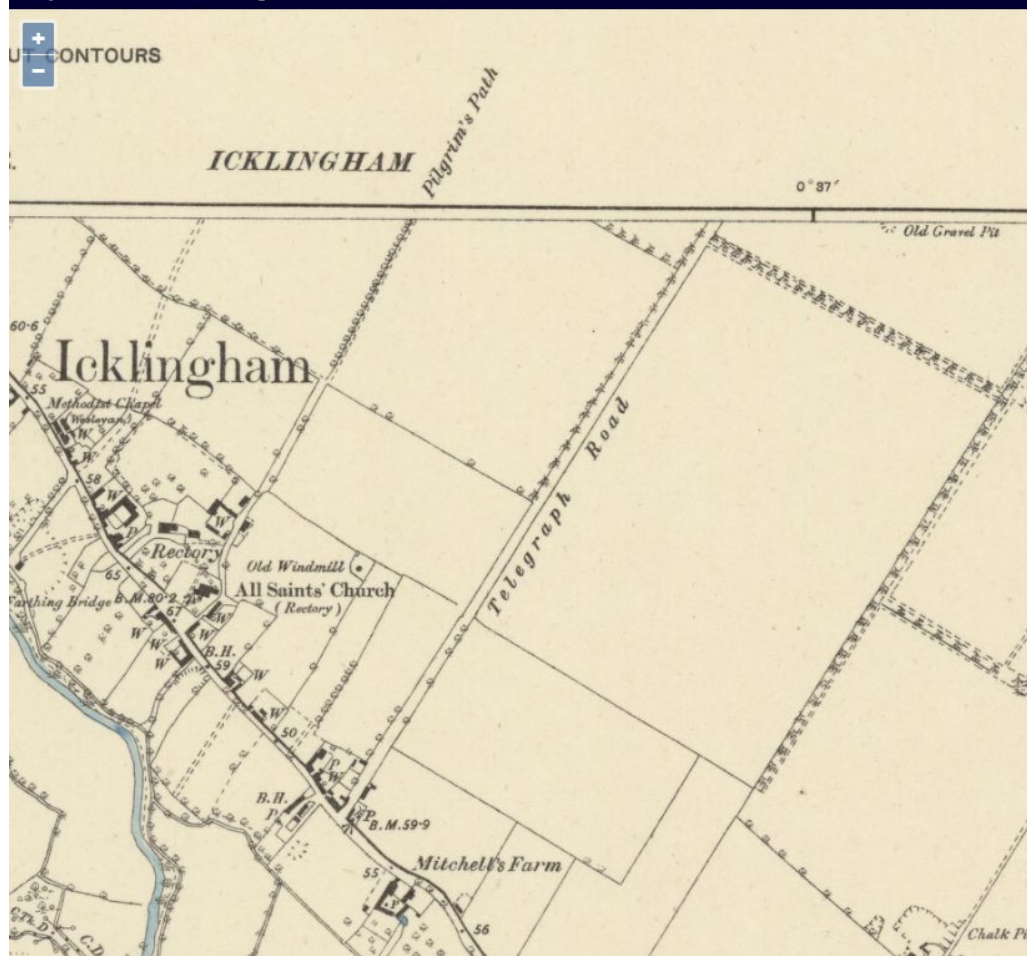 +
−
UT CONTOURS
ICKLINGHAM
Pilgrim's Path
0° 37′
Old Gravel Pit
60·6
Icklingham
55
Methodist Chapel
(Wesleyan)
W
W
58
W
W
P
Rectory
Old Windmill
Telegraph Road
65
All Saints' Church
(Rectory)
Farthing Bridge
B.M. 80·2
67
W
W
W
W
W
B.H.
59
W
W
50
P
W
B.H.
P
P
B.M. 59·9
55
Mitchell's Farm
56
C.D.
Chalk Pi